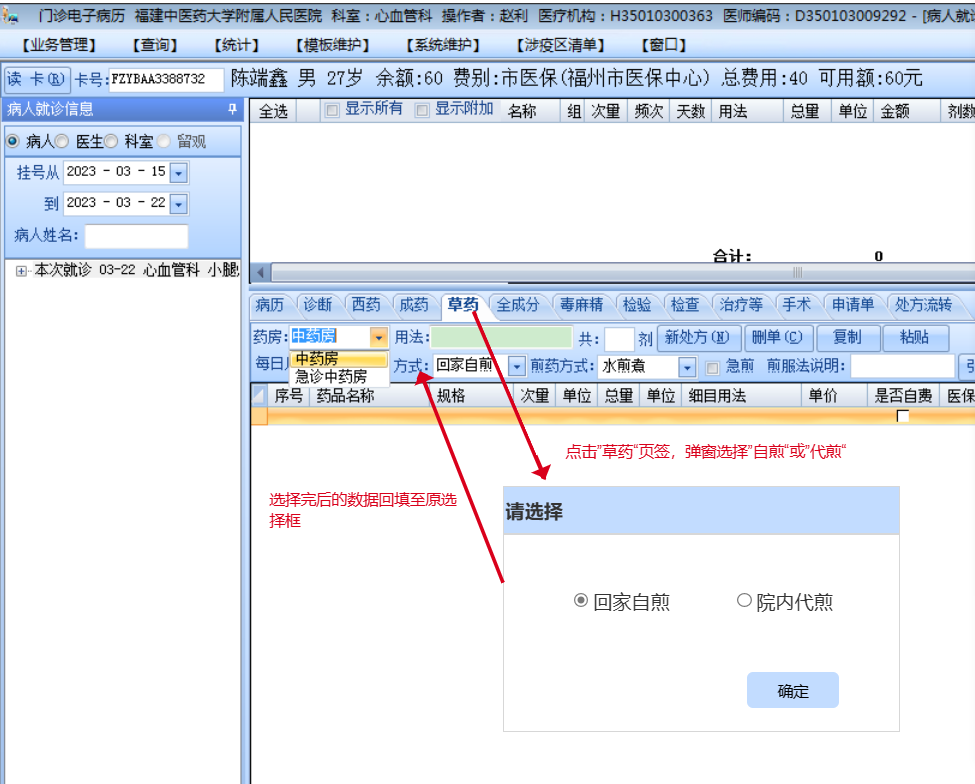 门诊电子病历 福建中医药大学附属人民医院 科室：心血管科 操作者：赵利 医疗机构：H35010300363 医师编码：D350103009292 - [病人就
【业务管理】 【查询】 【统计】 【模板维护】 【系统维护】 【涉疫区清单】 【窗口】
读 卡(R) 卡号: FZYBAA3388732 陈端鑫 男 27岁 余额:60 费别:市医保(福州市医保中心) 总费用:40 可用额:60元
病人就诊信息
全选 显示所有 显示附加 名称 组 次量 频次 天数 用法 总量 单位 金额 剂数
病人 医生 科室 留观
挂号从 2023 - 03 - 15
到 2023 - 03 - 22
病人姓名:
合计: 0
本次就诊 03-22 心血管科 小腿
病历 诊断 西药 成药 草药 全成分 毒麻精 检验 检查 治疗等 手术 申请单 处方流转
药房: 中药房 用法: 共: 剂 新处方(N) 删单(C) 复制 粘贴
中药房
急诊中药房
每日 方式: 回家自煎 煎药方式: 水煎煮 急煎 煎服法说明: 引
序号 药品名称 规格 次量 单位 总量 单位 细目用法 单价 是否自费 医保
点击"草药"页签，弹窗选择"自煎"或"代煎"
选择完后的数据回填至原选
择框
请选择
回家自煎 院内代煎
确定